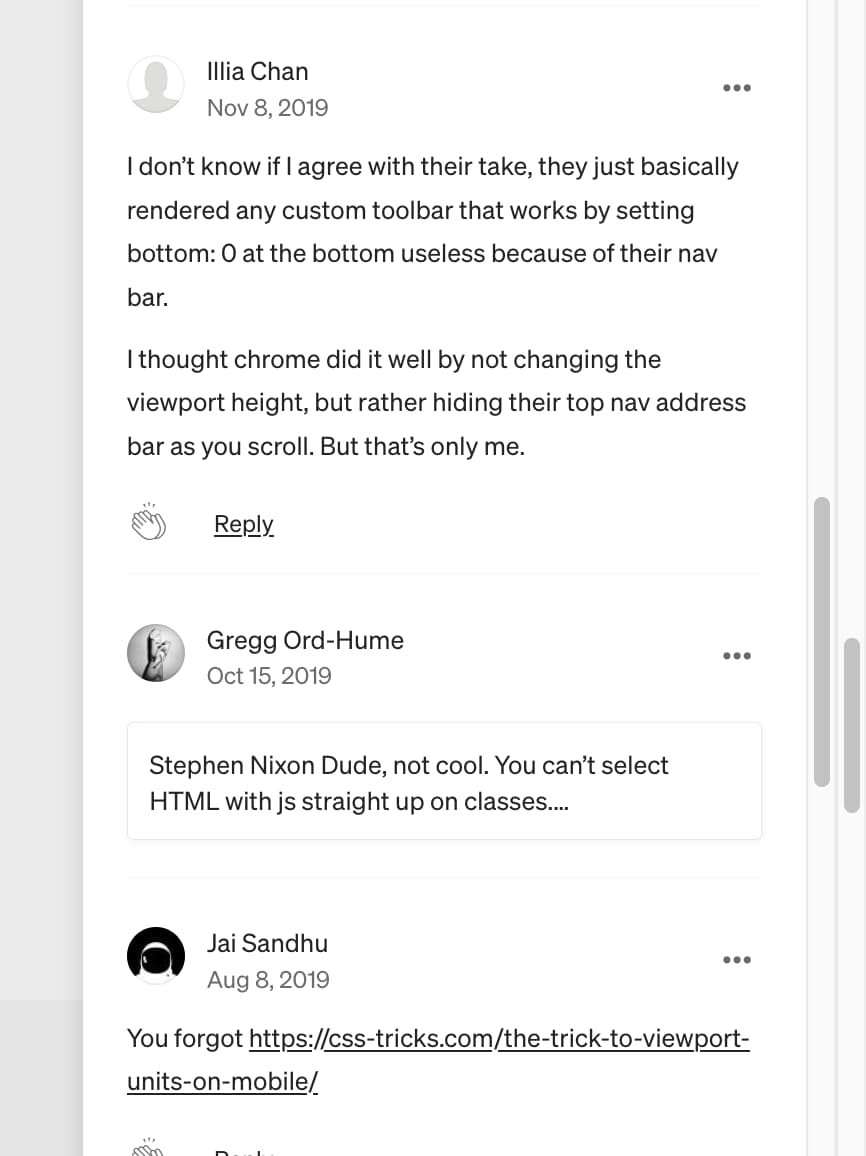 Illia Chan
Nov 8, 2019
I don’t know if I agree with their take, they just basically
rendered any custom toolbar that works by setting
bottom: 0 at the bottom useless because of their nav
bar.
I thought chrome did it well by not changing the
viewport height, but rather hiding their top nav address
bar as you scroll. But that’s only me.
Reply
Gregg Ord-Hume
Oct 15, 2019
Stephen Nixon Dude, not cool. You can’t select
HTML with js straight up on classes....
Jai Sandhu
Aug 8, 2019
You forgot https://css-tricks.com/the-trick-to-viewport-
units-on-mobile/